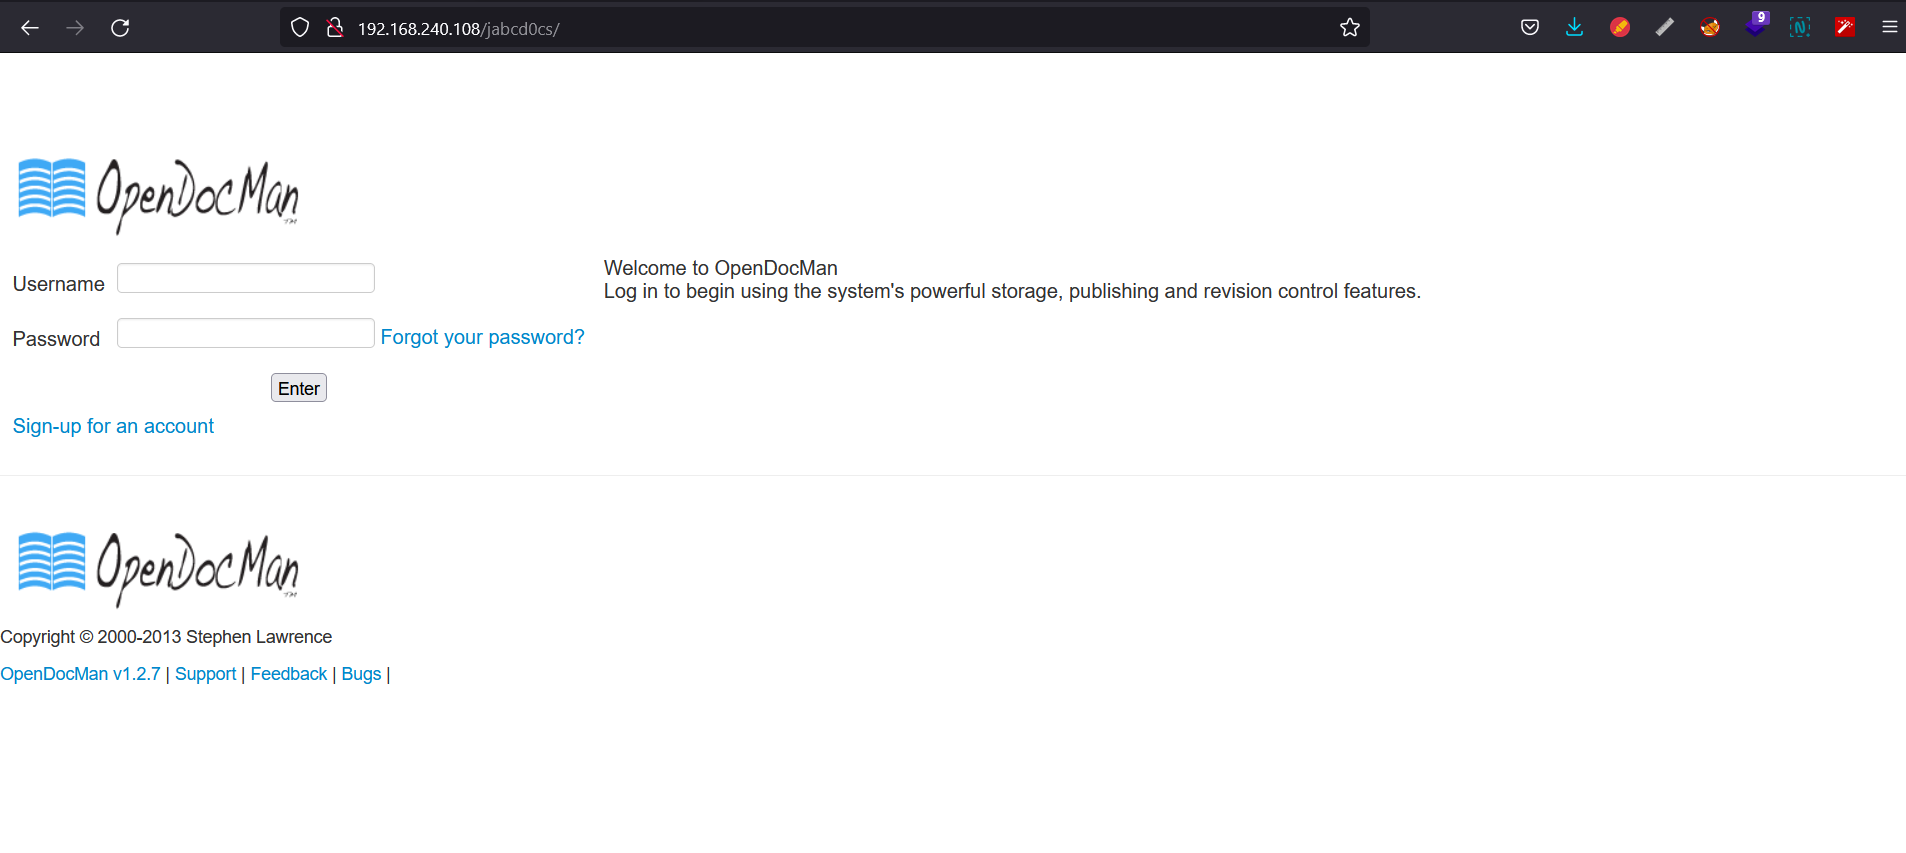 192.168.240.108/jabcd0cs/
9
N
OpenDocMan
TM
Username
Welcome to OpenDocMan
Log in to begin using the system's powerful storage, publishing and revision control features.
Password
Forgot your password?
Enter
Sign-up for an account
OpenDocMan
TM
Copyright © 2000-2013 Stephen Lawrence
OpenDocMan v1.2.7 | Support | Feedback | Bugs |